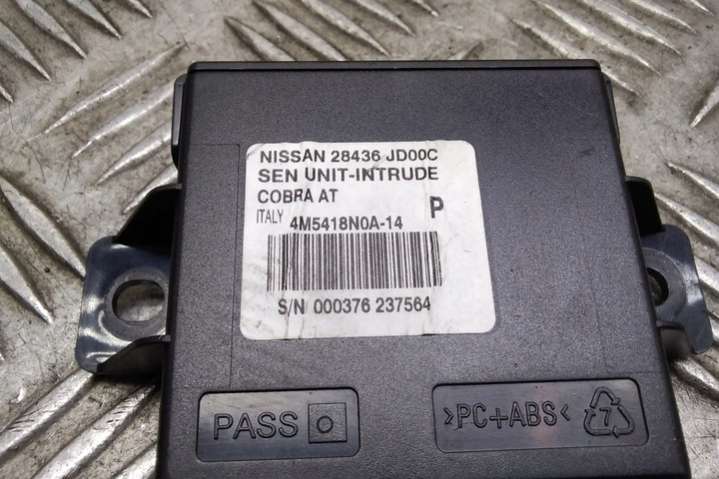 NISSAN 28436 JD00C
SEN UNIT-INTRUDE
COBRA AT
ITALY 4M5418N0A-14 P
S/N 000376 237564
PASS
>PC+ABS< 7